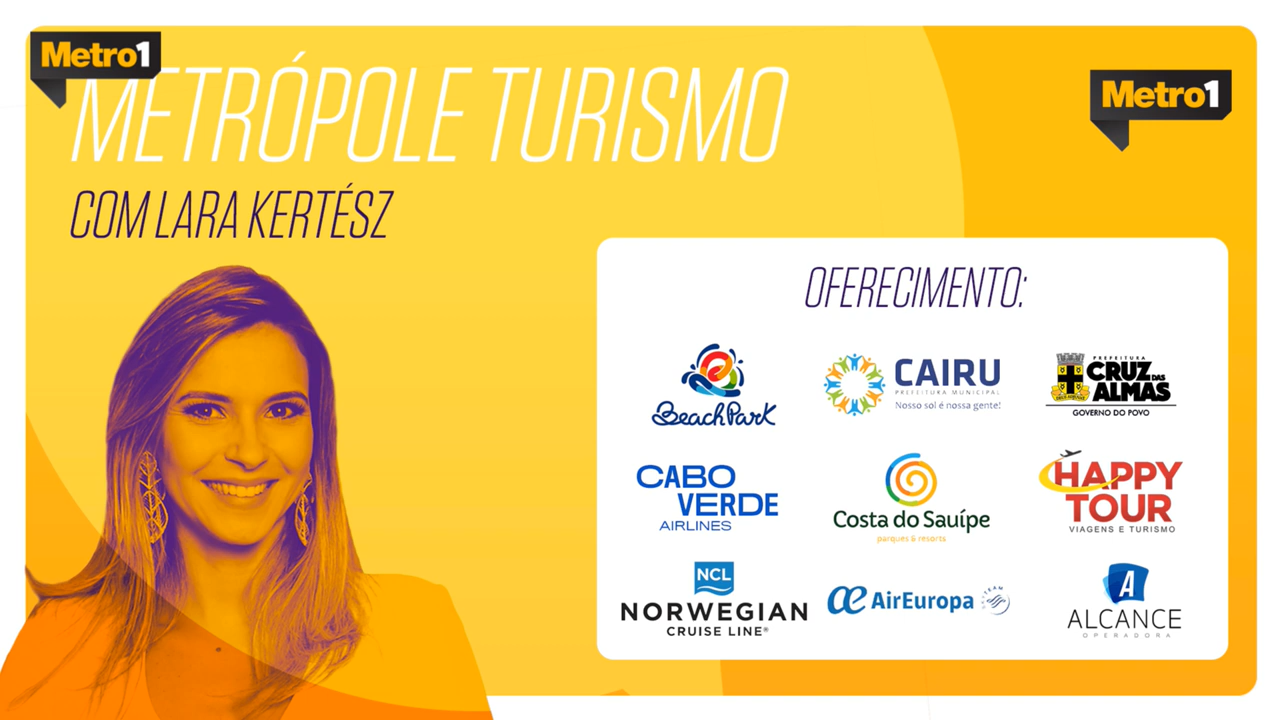 Metro1
METRÓPOLE TURISMO
Metro1
COM LARA KERTÉSZ
OFERECIMENTO:
BeachPark
CAIRU
PREFEITURA MUNICIPAL
Nosso sol é nossa gente!
PREFEITURA
CRUZ DAS
ALMAS
GOVERNO DO POVO
CABO
VERDE
AIRLINES
Costa do Sauípe
parques & resorts
HAPPY
TOUR
VIAGENS E TURISMO
NCL
NORWEGIAN
CRUISE LINE®
AirEuropa
SKYTEAM
A
ALCANCE
OPERADORA